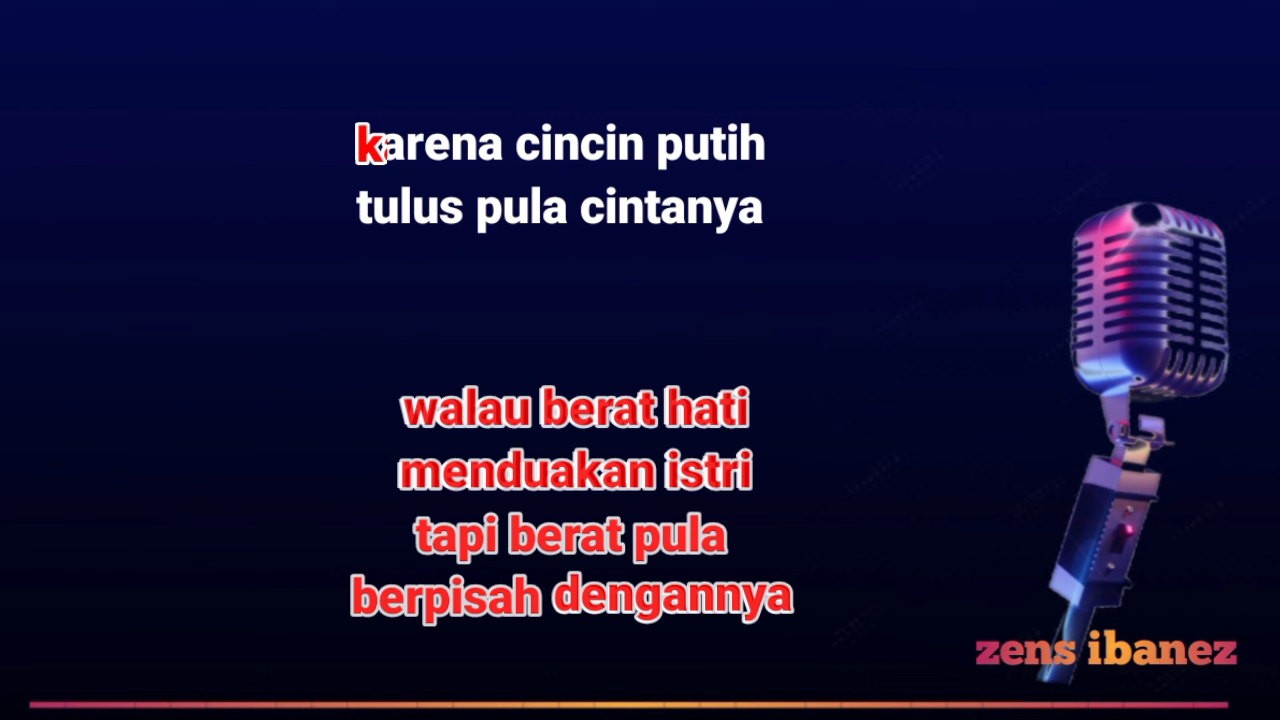 karena cincin putih
tulus pula cintanya
walau berat hati
menduakan istri
tapi berat pula
berpisah dengannya
zens ibanez